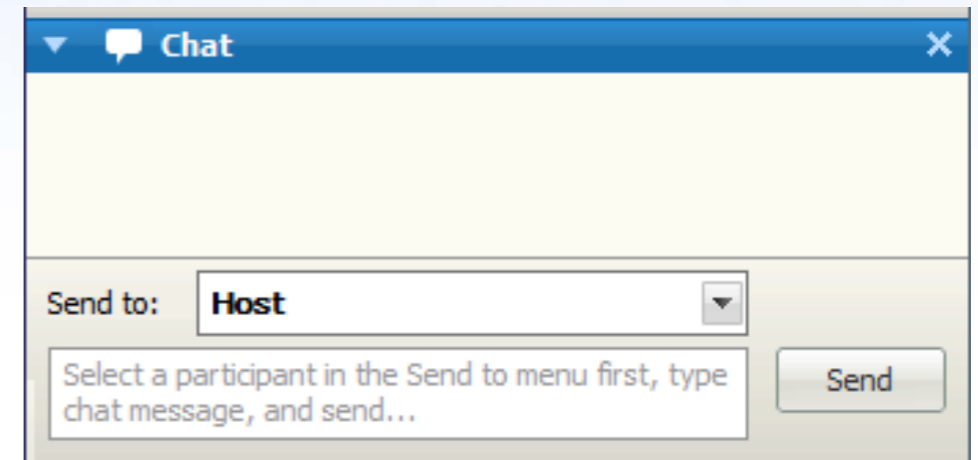 Chat
Send to: Host
Select a participant in the Send to menu first, type
chat message, and send...
Send